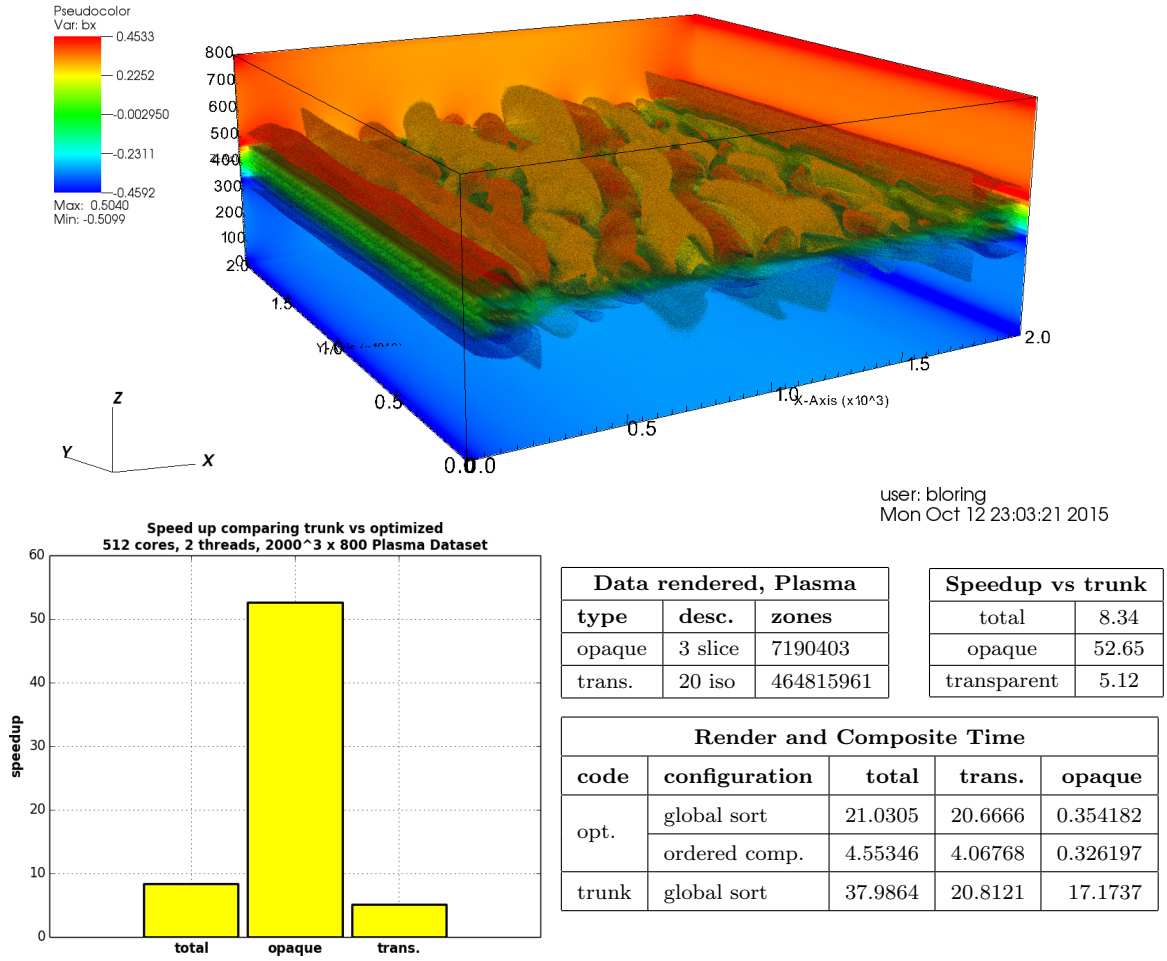 Pseudocolor
Var: bx
0.4533
0.2252
-0.002950
-0.2311
-0.4592
Max: 0.5040
Min: -0.5099
800
700
600
500
400
300
200
100
0
2.0
1.5
1.0
0.5
0.0
0.0
0.5
1.0
X-Axis (x10^3)
1.5
2.0
Z
Y
X
user: bloring
Mon Oct 12 23:03:21 2015
Speed up comparing trunk vs optimized
512 cores, 2 threads, 2000^3 x 800 Plasma Dataset
60
50
40
30
20
10
0
speedup
total opaque trans.
Data rendered, Plasma
type desc. zones
opaque 3 slice 7190403
trans. 20 iso 464815961
Speedup vs trunk
total 8.34
opaque 52.65
transparent 5.12
Render and Composite Time
code configuration total trans. opaque
opt. global sort 21.0305 20.6666 0.354182
ordered comp. 4.55346 4.06768 0.326197
trunk global sort 37.9864 20.8121 17.1737